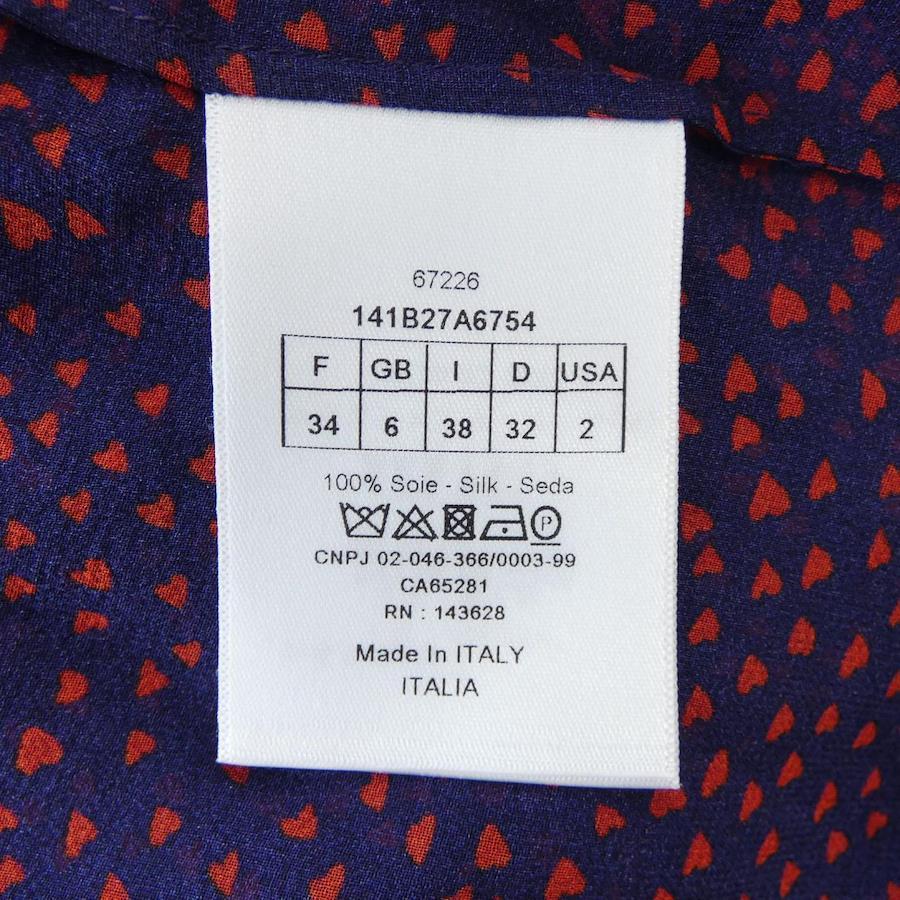 67226
141B27A6754
F GB I D USA
34 6 38 32 2
100% Soie - Silk - Seda
P
CNPJ 02-046-366/0003-99
CA65281
RN : 143628
Made In ITALY
ITALIA